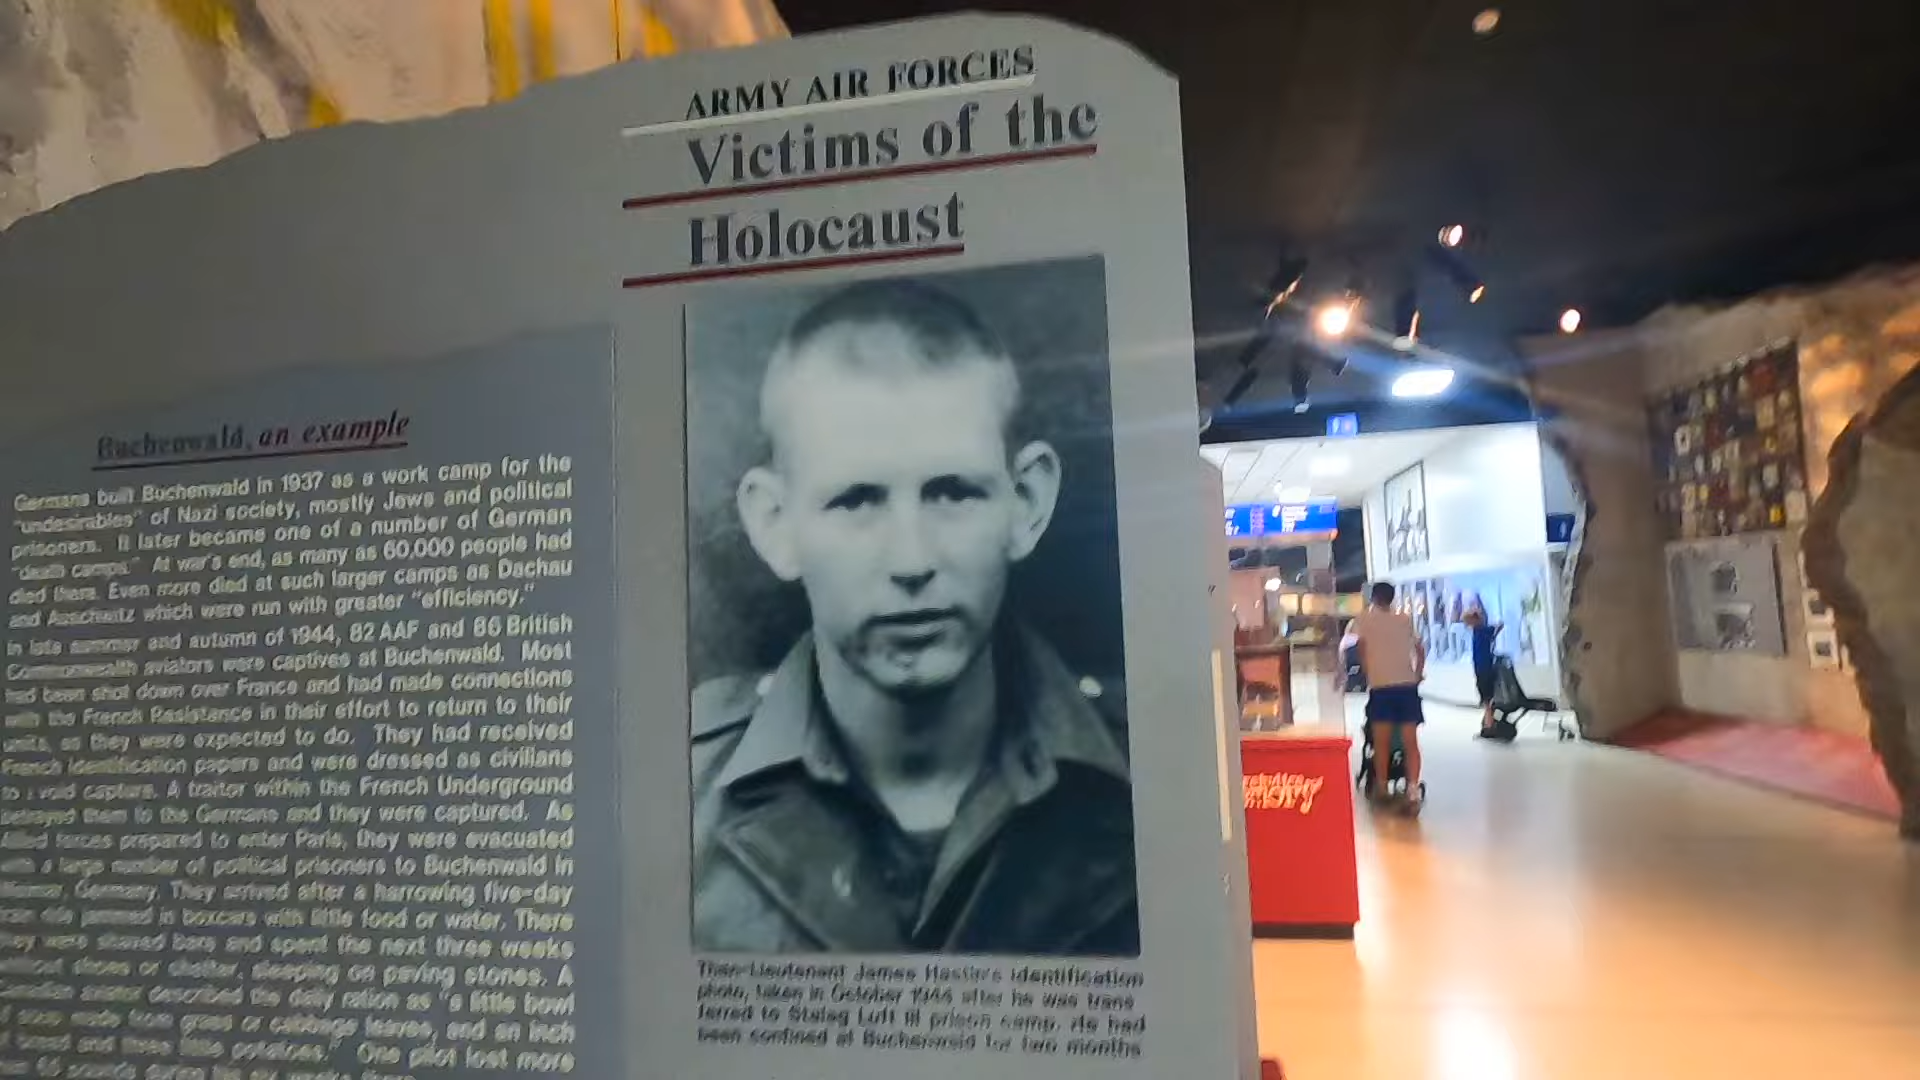 ARMY AIR FORCES
Victims of the
Holocaust
Buchenwald, an example
Germans built Buchenwald in 1937 as a work camp for the
"undesirables" of Nazi society, mostly Jews and political
prisoners. It later became one of a number of German
"death camps." At war's end, as many as 60,000 people had
died there. Even more died at such larger camps as Dachau
and Auschwitz which were run with greater "efficiency."
In late summer and autumn of 1944, 82 AAF and 86 British
Commonwealth aviators were captives at Buchenwald. Most
had been shot down over France and had made connections
with the French Resistance in their effort to return to their
units, as they were expected to do. They had received
French identification papers and were dressed as civilians
to avoid capture. A traitor within the French Underground
betrayed them to the Germans and they were captured. As
Allied forces prepared to enter Paris, they were evacuated
with a large number of political prisoners to Buchenwald in
Weimar, Germany. They arrived after a harrowing five-day
train ride jammed in boxcars with little food or water. There
they were shaved bare and spent the next three weeks
without shoes or shelter, sleeping on paving stones. A
Canadian aviator described the daily ration as "a little bowl
of soup made from grass or cabbage leaves, and an inch
of bread and three little potatoes." One pilot lost more
Then-Lieutenant James Hastin's identification
photo, taken in October 1944 after he was trans
ferred to Stalag Luft III prison camp. He had
been confined at Buchenwald for two months